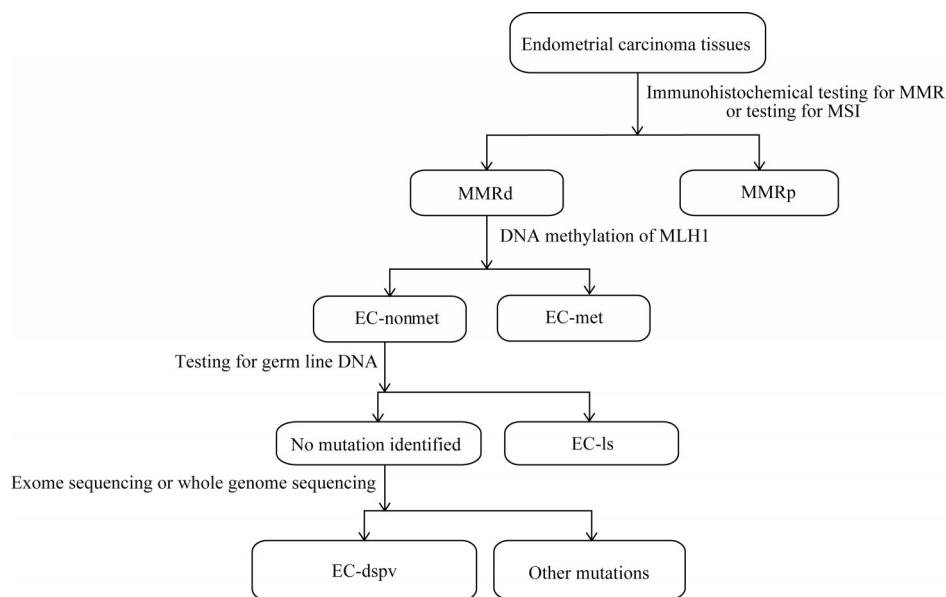 Endometrial carcinoma tissues
Immunohistochemical testing for MMR
or testing for MSI
MMRd
MMRp
DNA methylation of MLH1
EC-nonmet
EC-met
Testing for germ line DNA
No mutation identified
EC-ls
Exome sequencing or whole genome sequencing
EC-dspv
Other mutations